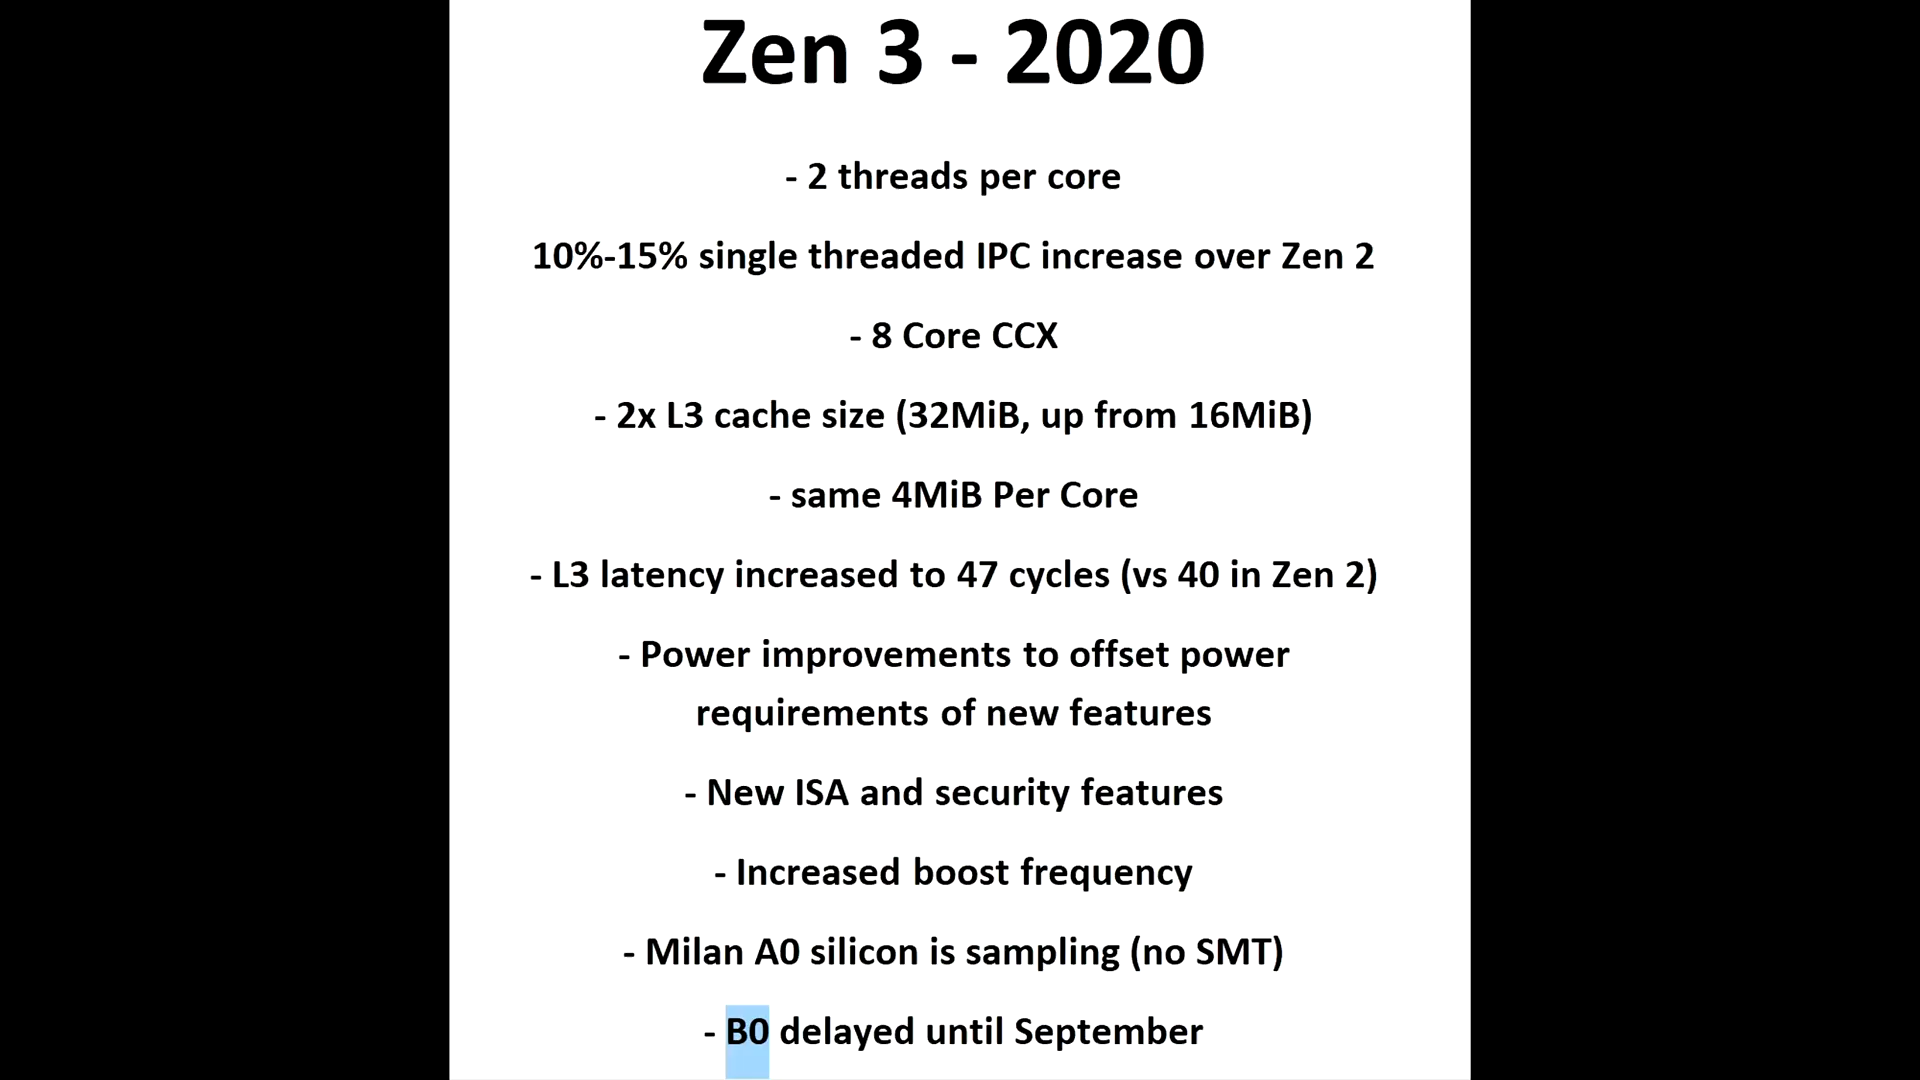 Zen 3 - 2020
- 2 threads per core
10%-15% single threaded IPC increase over Zen 2
- 8 Core CCX
- 2x L3 cache size (32MiB, up from 16MiB)
- same 4MiB Per Core
- L3 latency increased to 47 cycles (vs 40 in Zen 2)
- Power improvements to offset power
requirements of new features
- New ISA and security features
- Increased boost frequency
- Milan A0 silicon is sampling (no SMT)
- B0 delayed until September